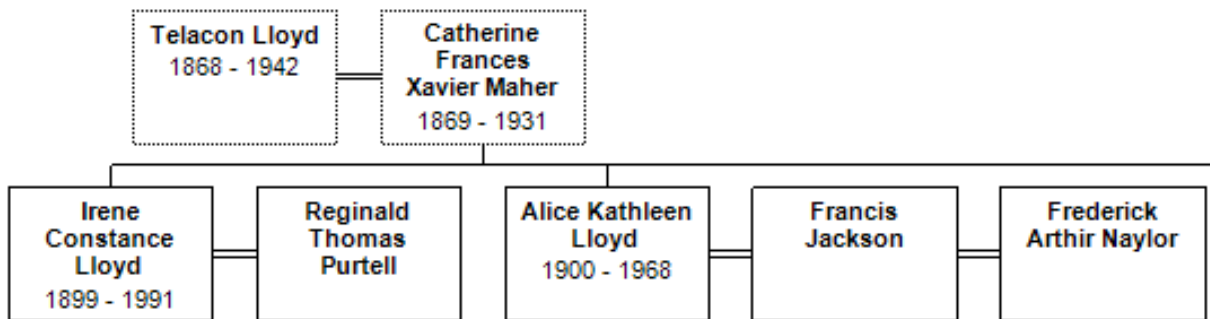 Telacon Lloyd
1868 - 1942
Catherine
Frances
Xavier Maher
1869 - 1931
Irene
Constance
Lloyd
1899 - 1991
Reginald
Thomas
Purtell
Alice Kathleen
Lloyd
1900 - 1968
Francis
Jackson
Frederick
Arthir Naylor